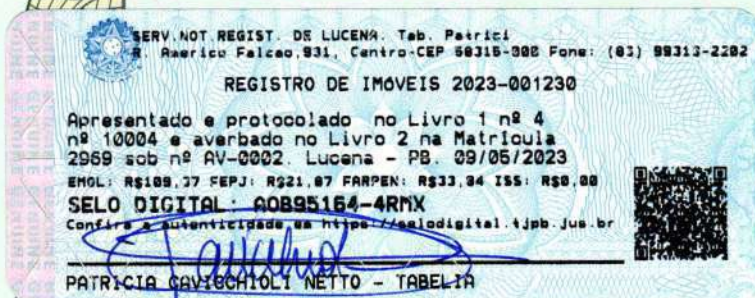 SERV.NOT.REGIST. DE LUCENA. Tab. Patrici
R. Americo Falcao,931, Centro-CEP 58315-000 Fone: (83) 99313-2202
REGISTRO DE IMÓVEIS 2023-001230
Apresentado e protocolado no Livro 1 nº 4
nº 10004 e averbado no Livro 2 na Matrícula
2969 sob nº AV-0002. Lucena - PB. 09/05/2023
EMOL: R$109,37 FEPJ: R$21,87 FARPEN: R$33,34 ISS: R$0,00
SELO DIGITAL: AOB95164-4RMX
Confira a autenticidade em https://selodigital.tjpb.jus.br
PATRICIA CAVICCHIOLI NETTO - TABELIÃ